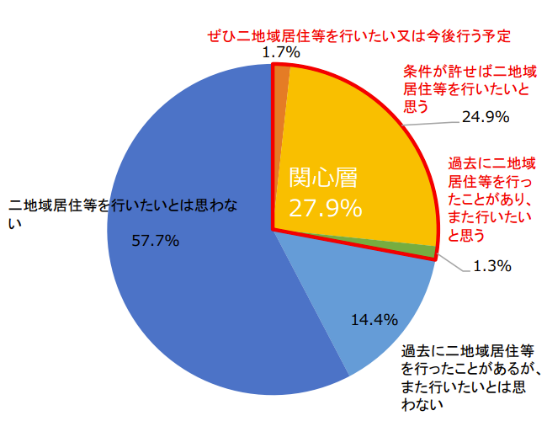 ぜひ二地域居住等を行いたい又は今後行う予定
1.7%
条件が許せば二地域
居住等を行いたいと
思う
24.9%
過去に二地域
居住等を行っ
たことがあり、
また行いたい
と思う
1.3%
関心層
27.9%
二地域居住等を行いたいとは思わな
い
57.7%
14.4%
過去に二地域居住等
を行ったことがあるが、
また行いたいとは思
わない